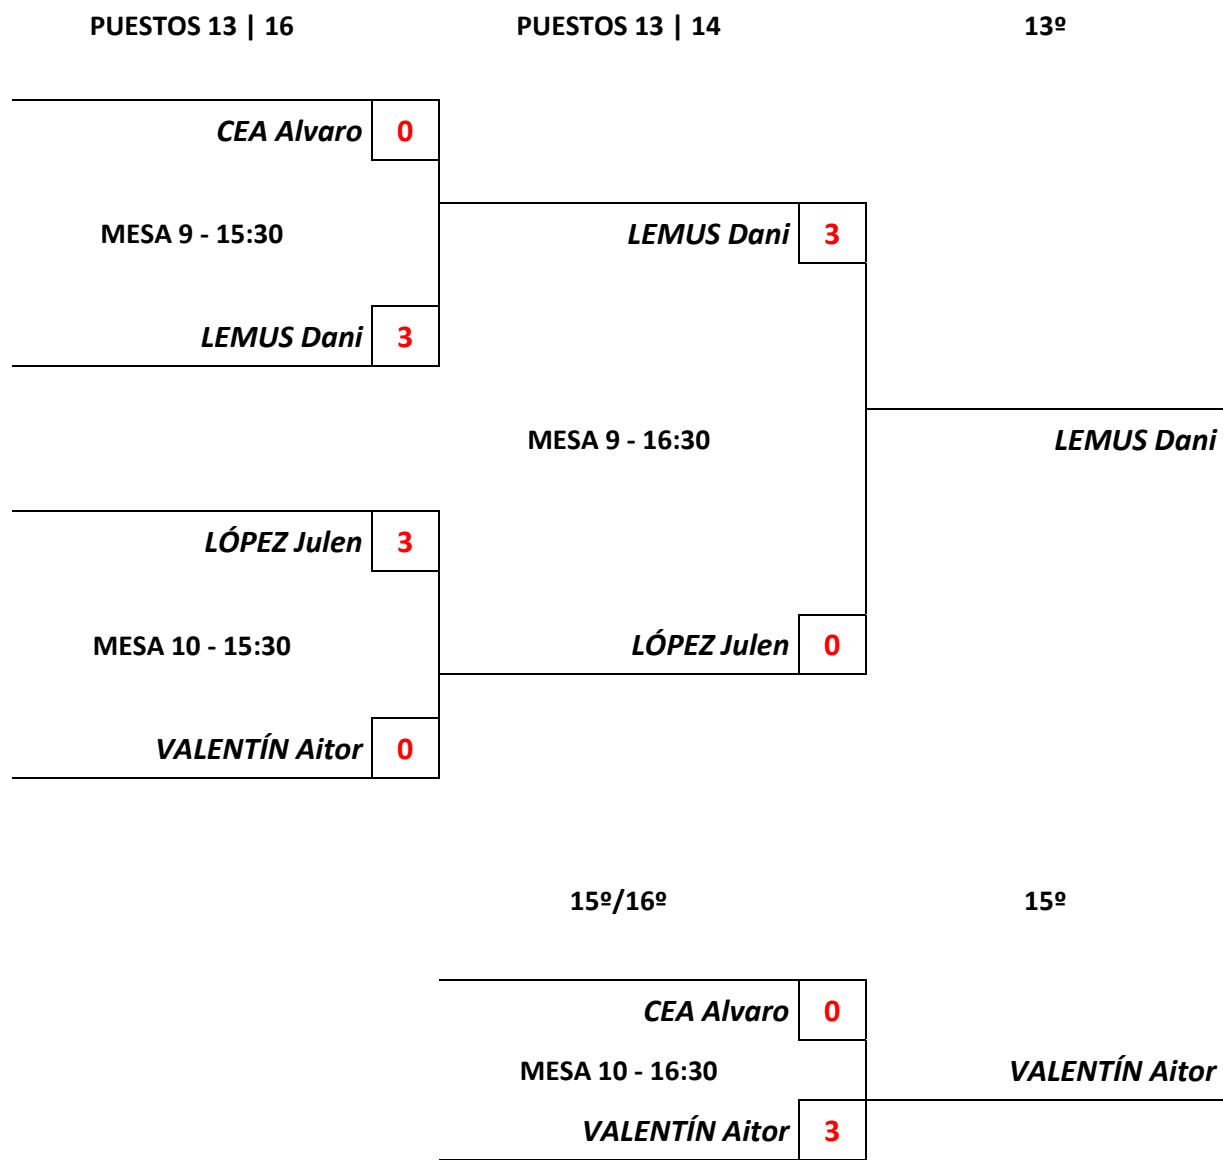 PUESTOS 13 | 16 PUESTOS 13 | 14 13º
CEA Alvaro 0
MESA 9 - 15:30 LEMUS Dani 3
LEMUS Dani 3
MESA 9 - 16:30 LEMUS Dani
LÓPEZ Julen 3
MESA 10 - 15:30 LÓPEZ Julen 0
VALENTÍN Aitor 0
15º/16º 15º
CEA Alvaro 0
MESA 10 - 16:30 VALENTÍN Aitor
VALENTÍN Aitor 3